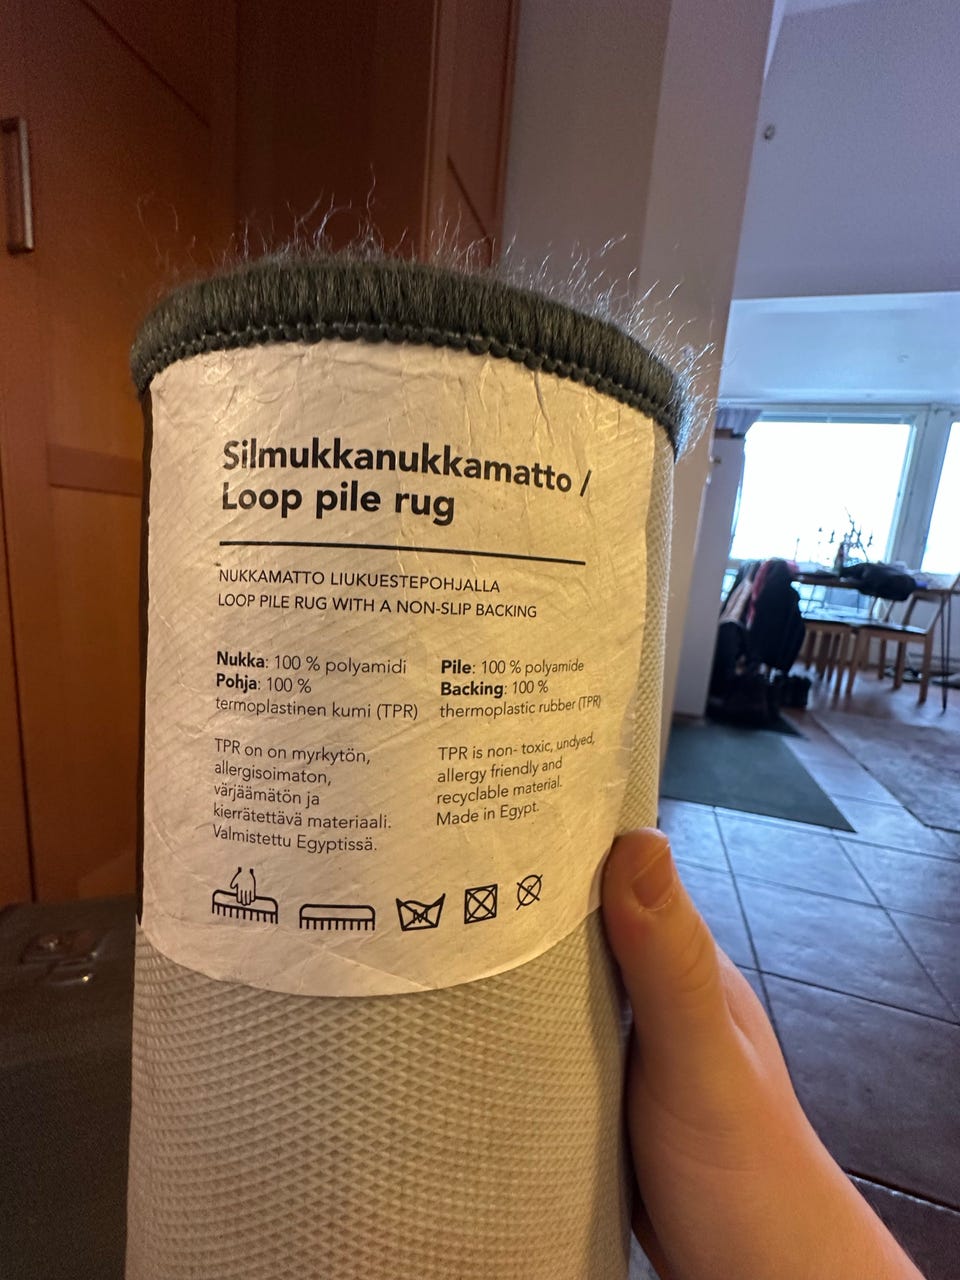 Silmukkanukkamatto /
Loop pile rug
NUKKAMATTO LIUKUESTEPOHJALLA
LOOP PILE RUG WITH A NON-SLIP BACKING
Nukka: 100 % polyamidi
Pohja: 100 %
termoplastinen kumi (TPR)
TPR on on myrkytön,
allergisoimaton,
värjäämätön ja
kierrätettävä materiaali.
Valmistettu Egyptissä.
Pile: 100 % polyamide
Backing: 100 %
thermoplastic rubber (TPR)
TPR is non- toxic, undyed,
allergy friendly and
recyclable material.
Made in Egypt.